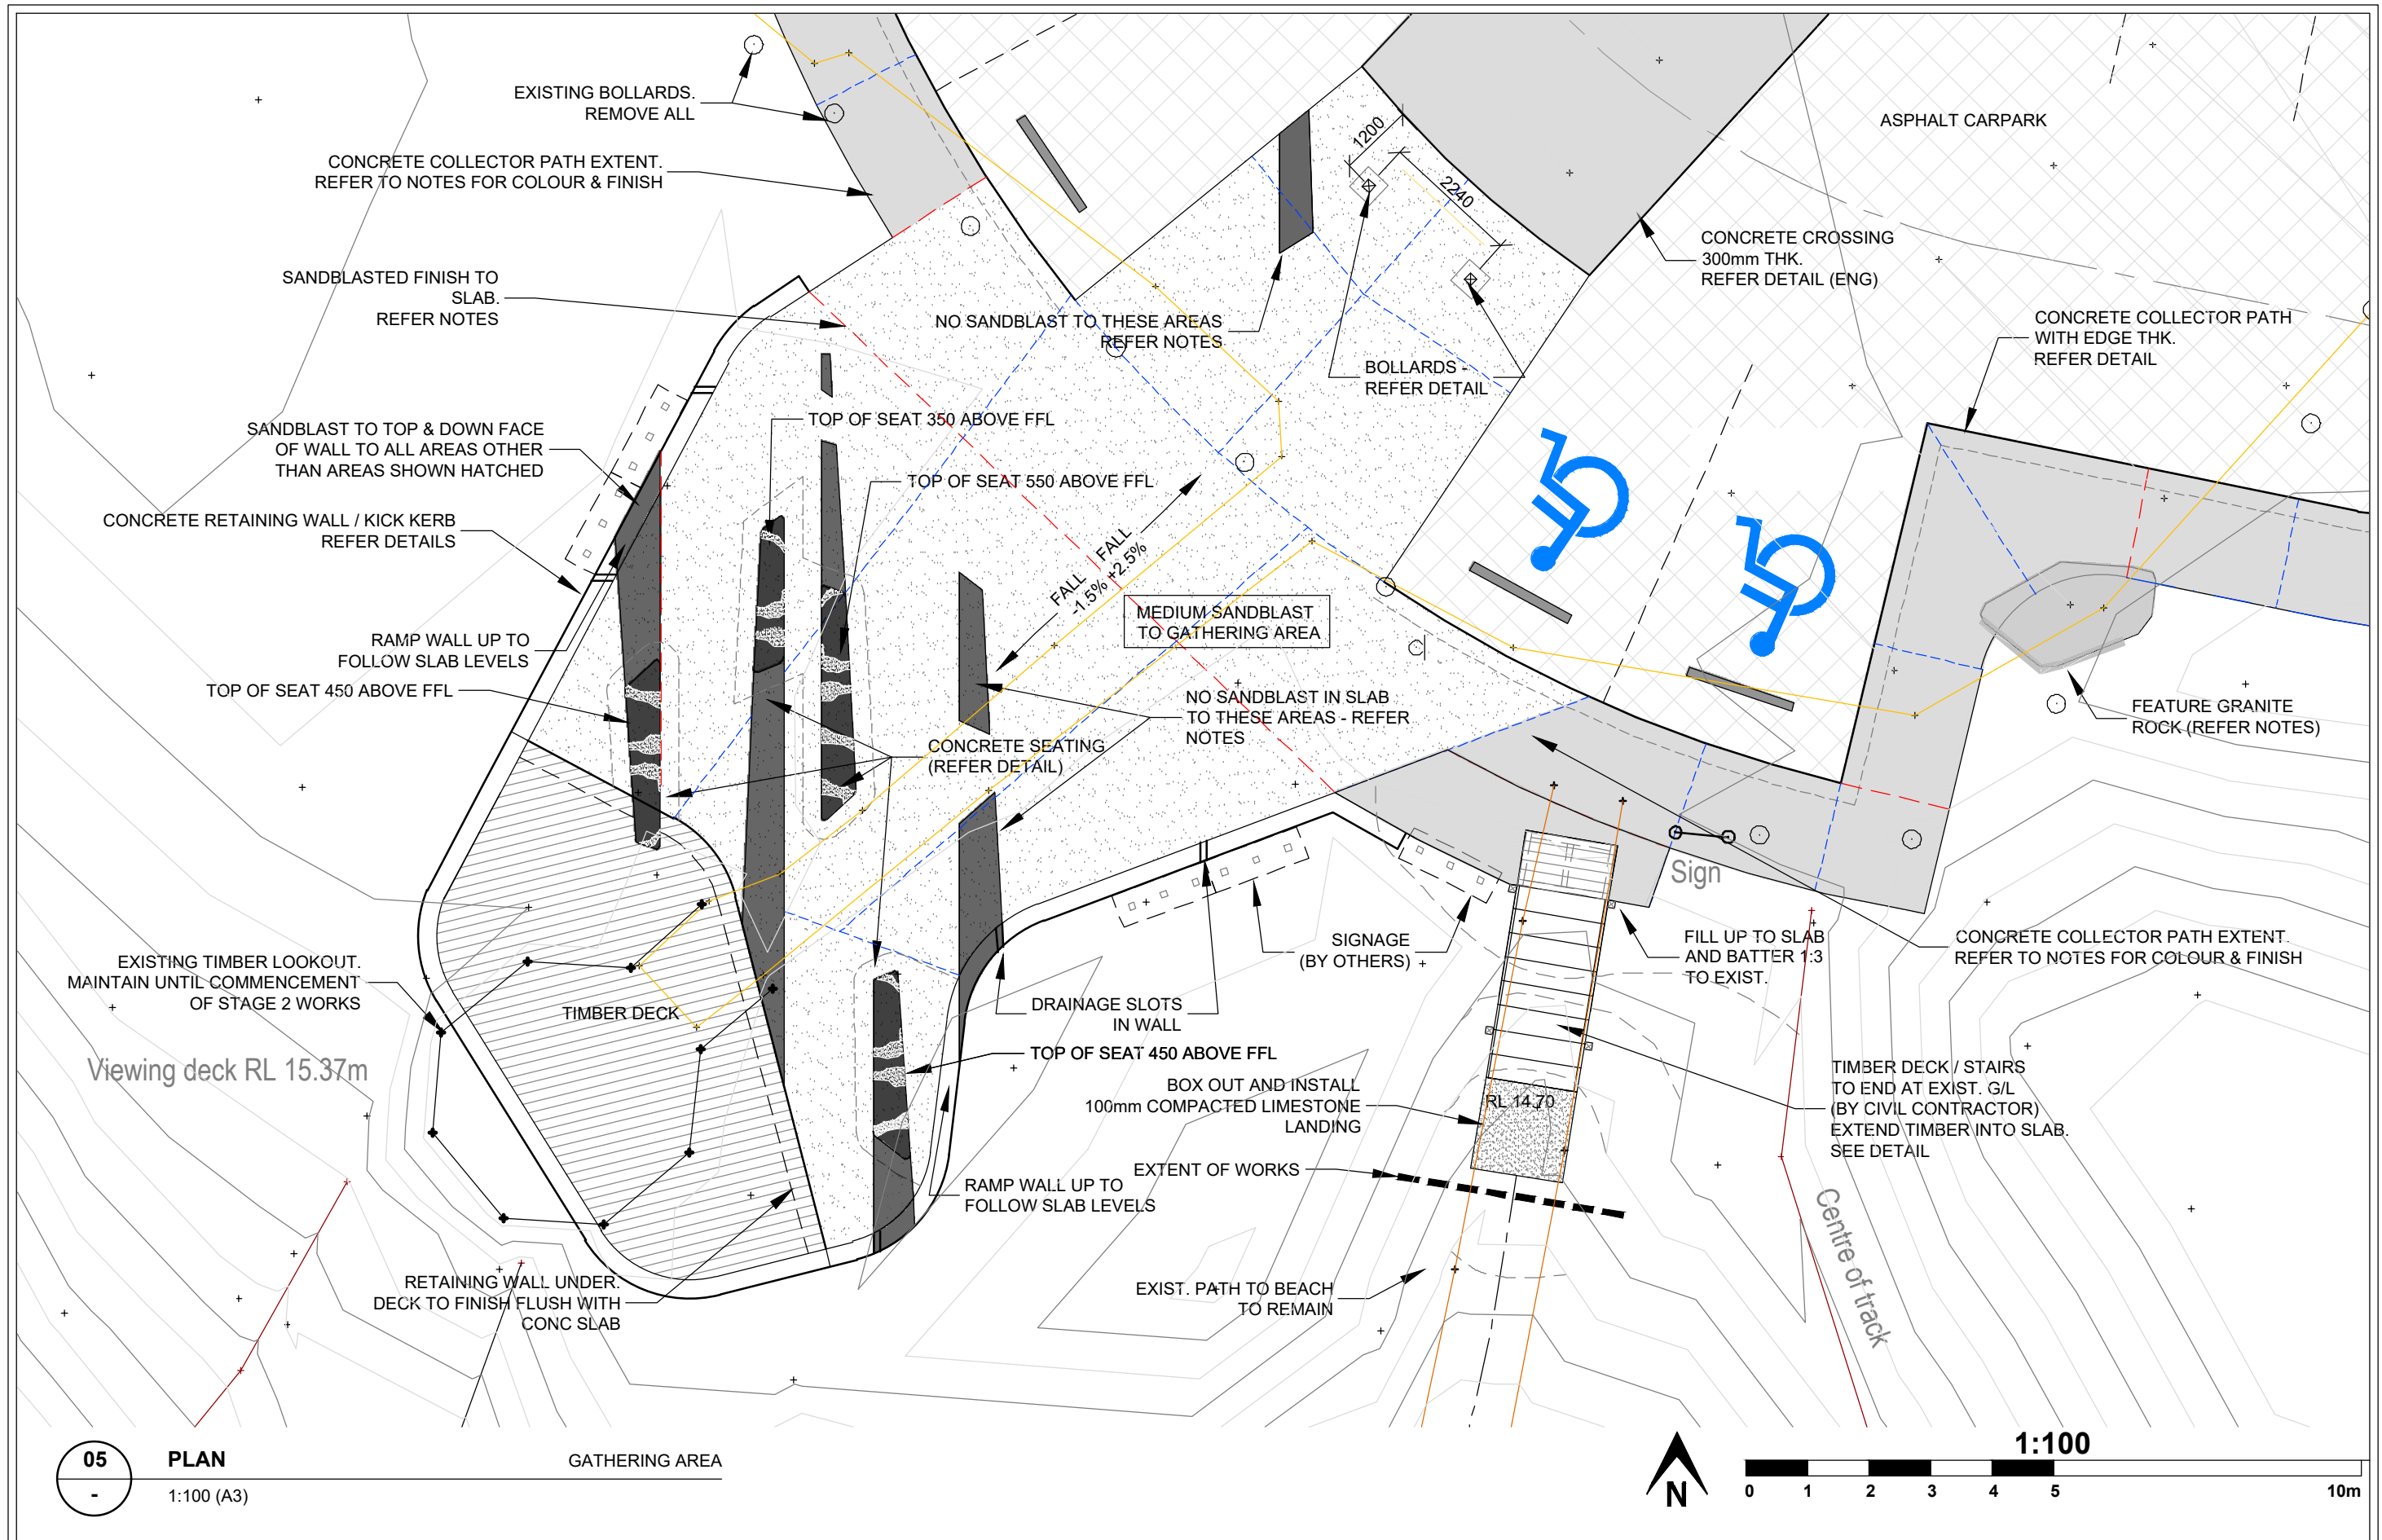 EXISTING BOLLARDS.
REMOVE ALL
CONCRETE COLLECTOR PATH EXTENT.
REFER TO NOTES FOR COLOUR & FINISH
SANDBLASTED FINISH TO
SLAB.
REFER NOTES
SANDBLAST TO TOP & DOWN FACE
OF WALL TO ALL AREAS OTHER
THAN AREAS SHOWN HATCHED
CONCRETE RETAINING WALL / KICK KERB
REFER DETAILS
RAMP WALL UP TO
FOLLOW SLAB LEVELS
TOP OF SEAT 450 ABOVE FFL
EXISTING TIMBER LOOKOUT.
MAINTAIN UNTIL COMMENCEMENT
OF STAGE 2 WORKS
Viewing deck RL 15.37m
TIMBER DECK
RETAINING WALL UNDER.
DECK TO FINISH FLUSH WITH
CONC SLAB
1200
2240
NO SANDBLAST TO THESE AREAS
REFER NOTES
BOLLARDS -
REFER DETAIL
TOP OF SEAT 350 ABOVE FFL
TOP OF SEAT 550 ABOVE FFL
FALL
-1.5%
FALL
+2.5%
MEDIUM SANDBLAST
TO GATHERING AREA
NO SANDBLAST IN SLAB
TO THESE AREAS - REFER
NOTES
CONCRETE SEATING
(REFER DETAIL)
ASPHALT CARPARK
CONCRETE CROSSING
300mm THK.
REFER DETAIL (ENG)
CONCRETE COLLECTOR PATH
WITH EDGE THK.
REFER DETAIL
FEATURE GRANITE
ROCK (REFER NOTES)
Sign
SIGNAGE
(BY OTHERS)
FILL UP TO SLAB
AND BATTER 1:3
TO EXIST.
CONCRETE COLLECTOR PATH EXTENT.
REFER TO NOTES FOR COLOUR & FINISH
DRAINAGE SLOTS
IN WALL
TOP OF SEAT 450 ABOVE FFL
BOX OUT AND INSTALL
100mm COMPACTED LIMESTONE
LANDING
RL 14.70
TIMBER DECK / STAIRS
TO END AT EXIST. G/L
(BY CIVIL CONTRACTOR)
EXTEND TIMBER INTO SLAB.
SEE DETAIL
EXTENT OF WORKS
RAMP WALL UP TO
FOLLOW SLAB LEVELS
Centre of track
EXIST. PATH TO BEACH
TO REMAIN
05
-
PLAN
GATHERING AREA
1:100 (A3)
N
1:100
0 1 2 3 4 5 10m